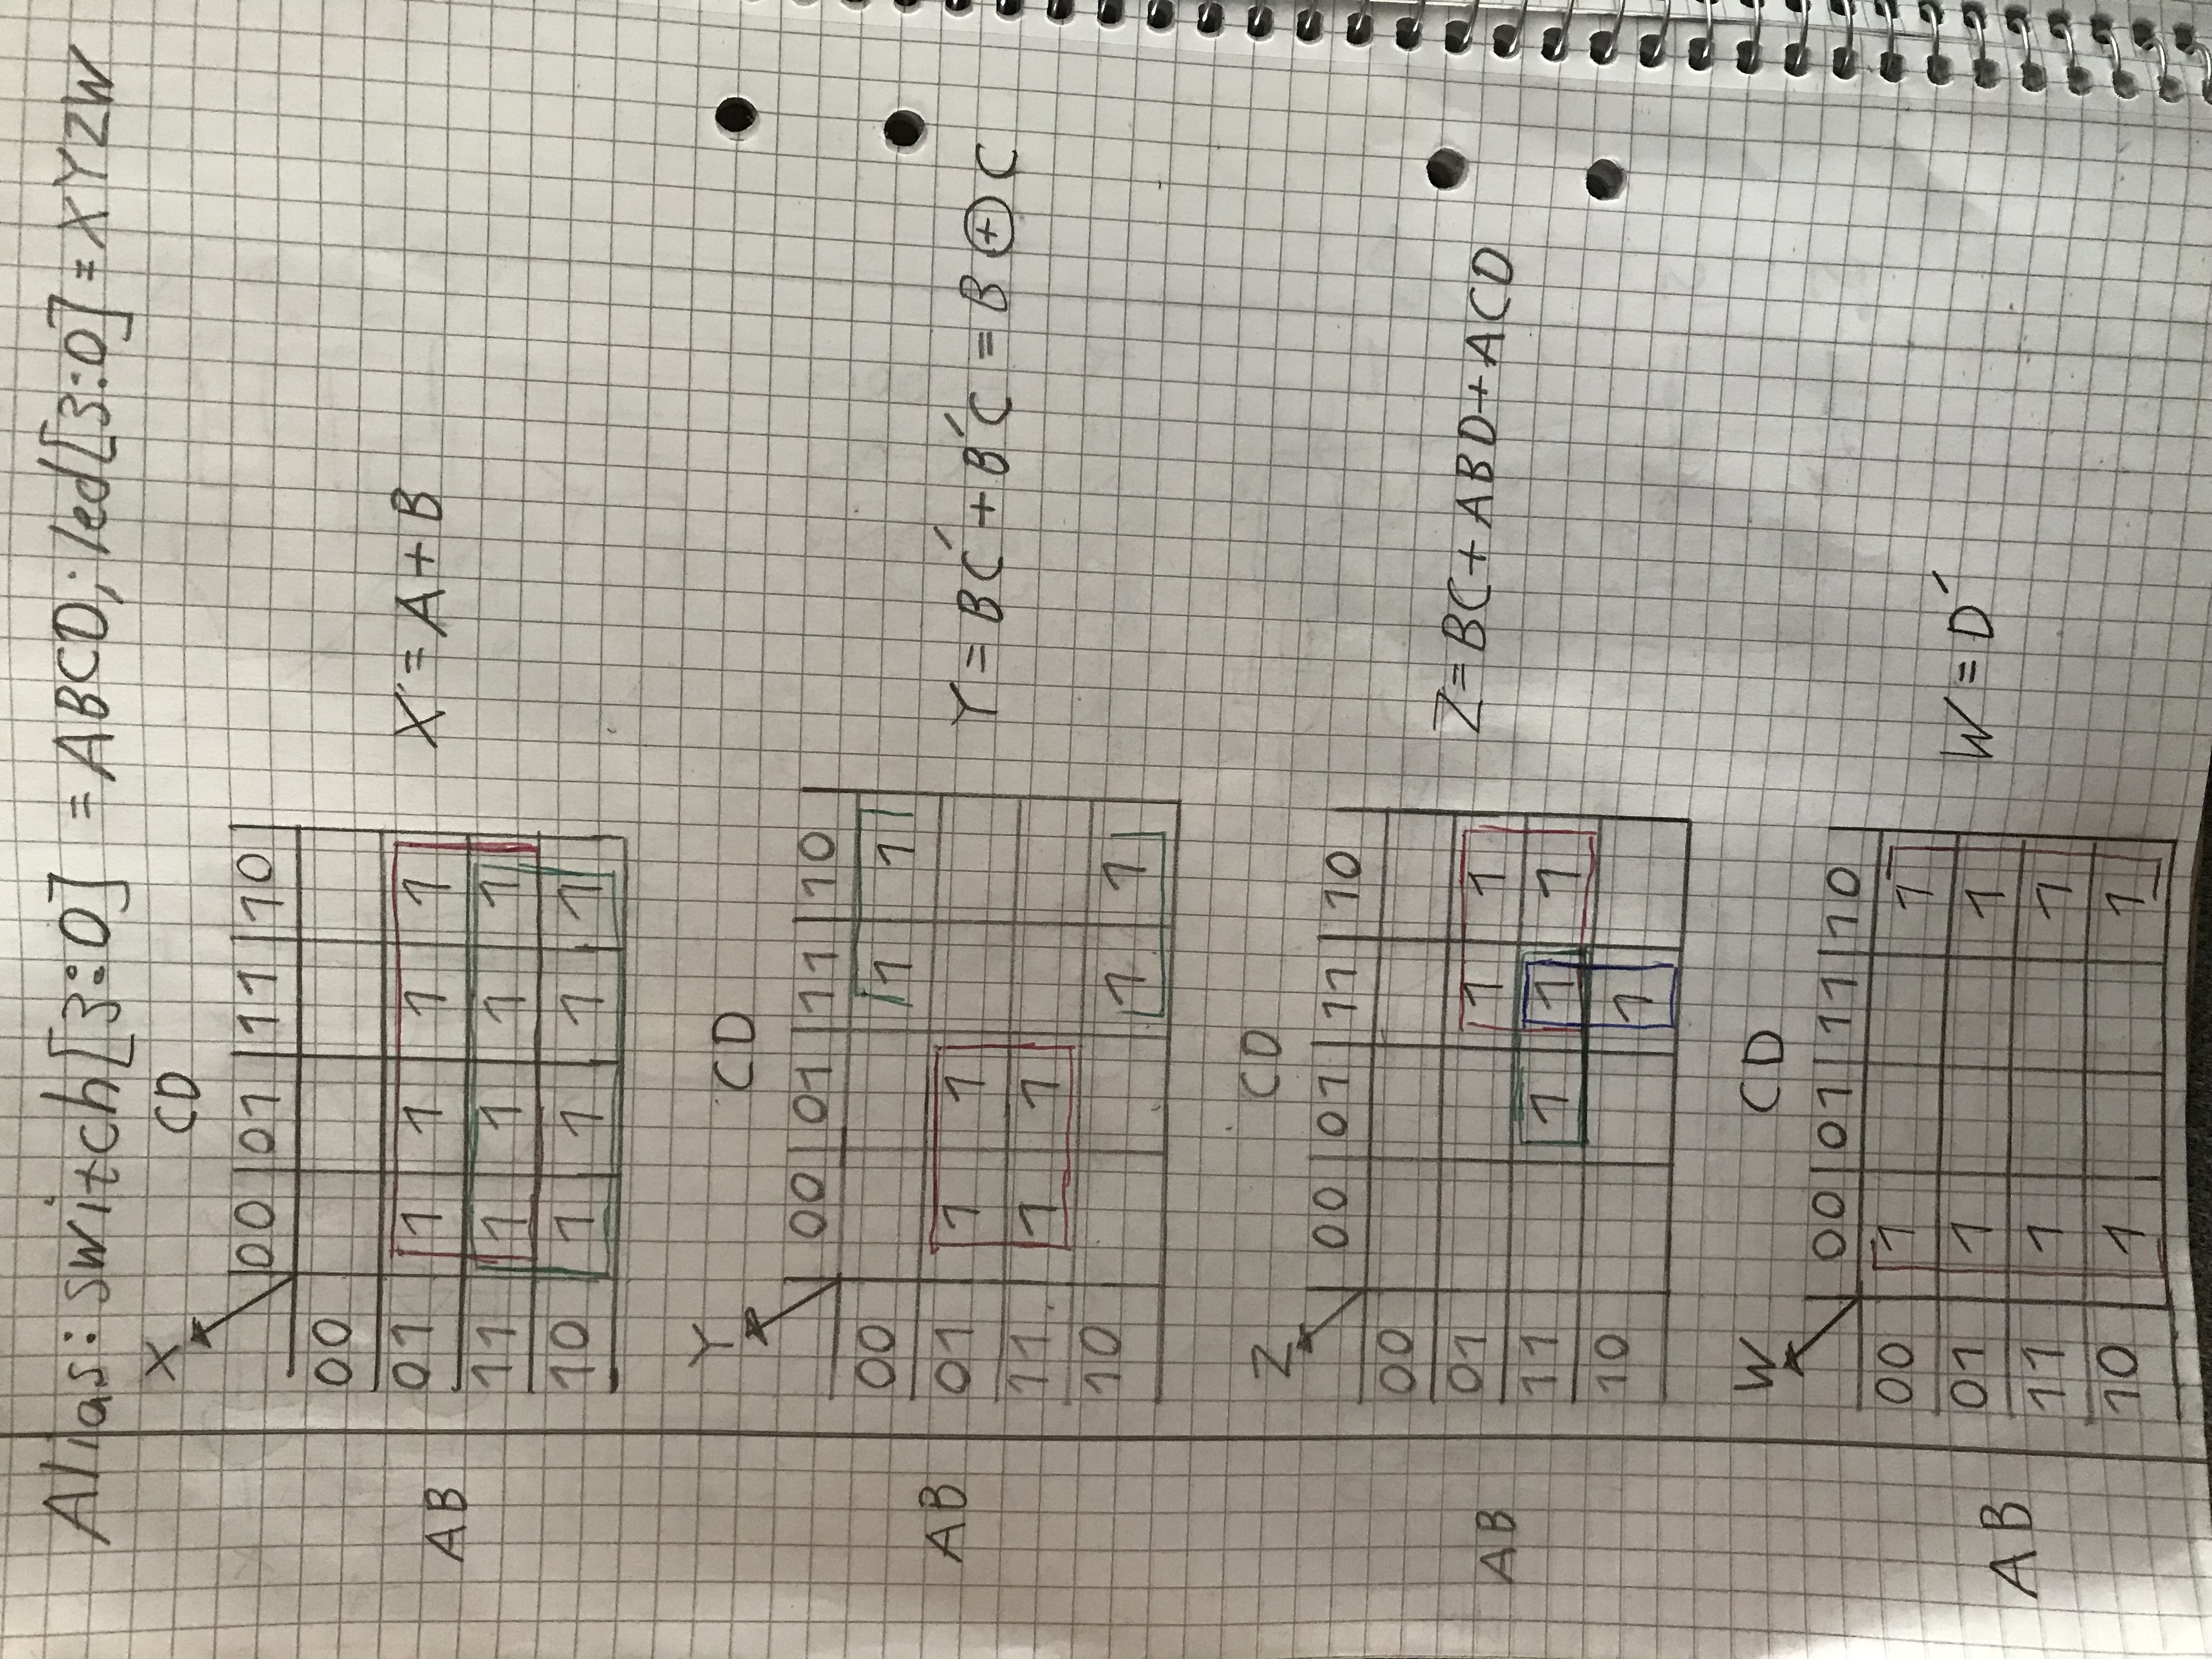 Alias: switch[3:0] = ABCD; led[3:0] = XYZW
X CD
00 01 11 10
00
01 1 1 1 1
AB X = A + B
11 1 1 1 1
10 1 1 1 1
Y CD
00 01 11 10
00 1 1
01 1 1
AB Y = BC´ + B´C = B ⊕ C
11 1 1
10 1 1
Z CD
00 01 11 10
00
01 1 1
AB Z = BC + ABD + ACD
11 1 1 1
10 1
W CD
00 01 11 10
00 1 1
01 1 1
AB W = D´
11 1 1
10 1 1